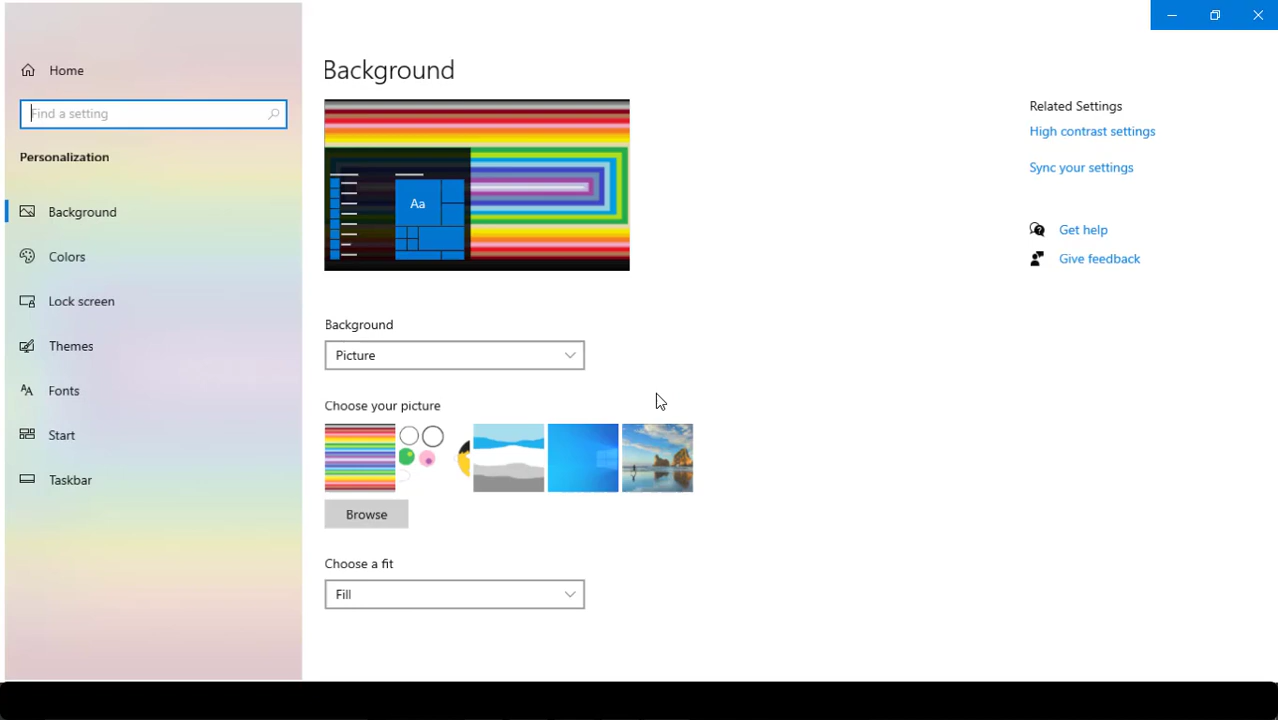 Home
Find a setting
Personalization
Background
Colors
Lock screen
Themes
Fonts
Start
Taskbar
Background
Aa
Background
Picture
Choose your picture
Browse
Choose a fit
Fill
Related Settings
High contrast settings
Sync your settings
Get help
Give feedback